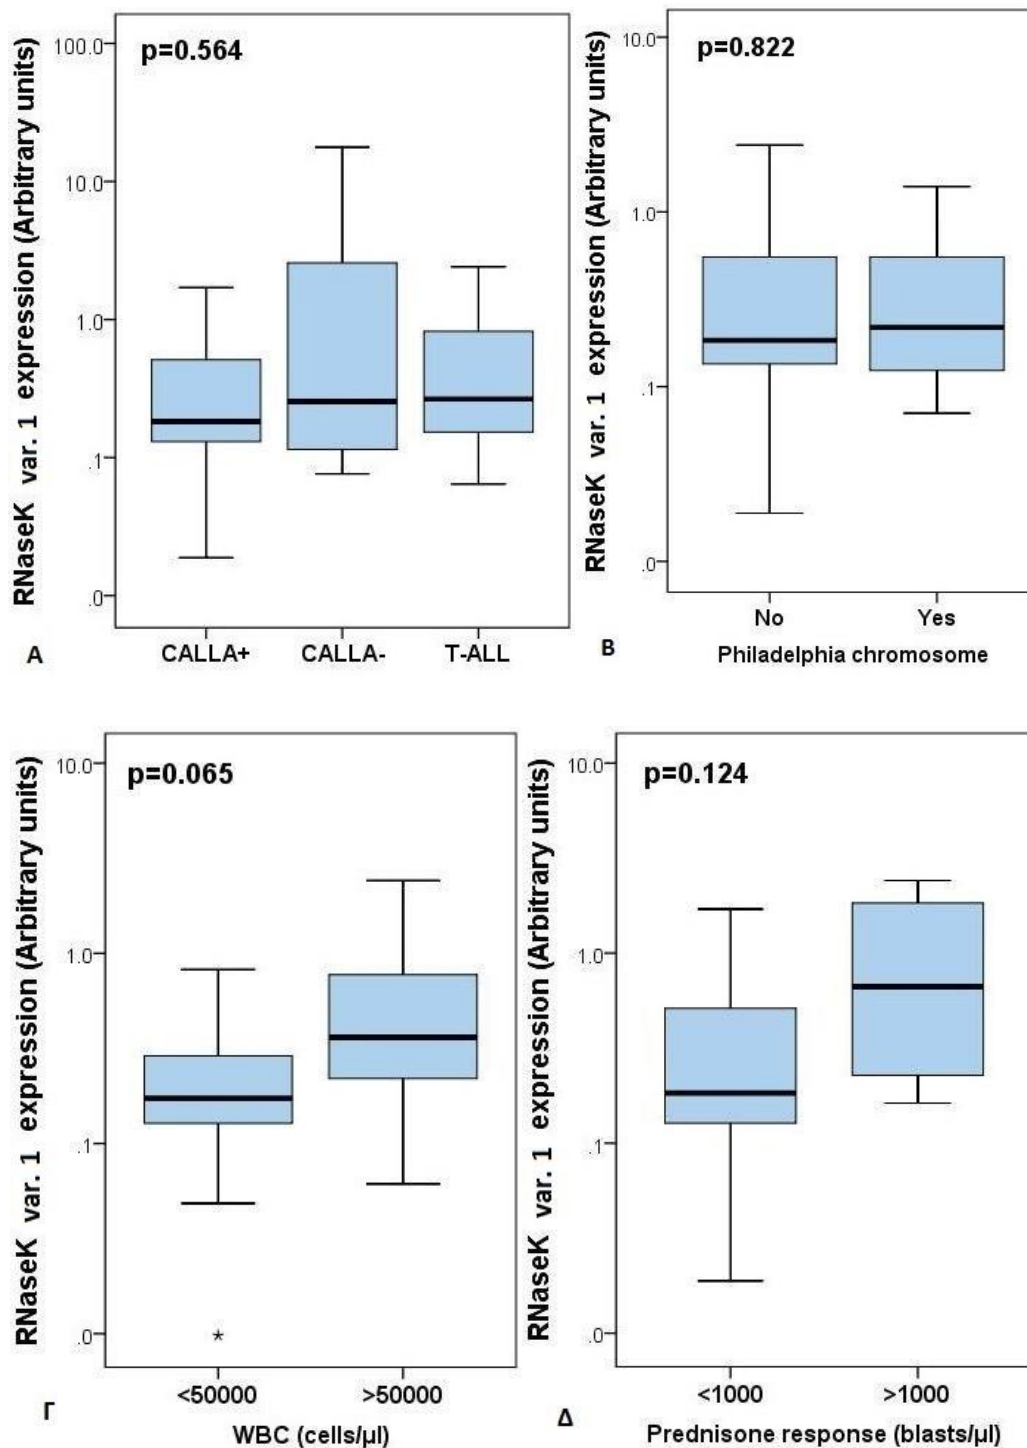 RNaseK var. 1 expression (Arbitrary units)
p=0.564
100.0
10.0
1.0
.1
.0
CALLA+ CALLA- T-ALL
A
RNaseK var. 1 expression (Arbitrary units)
p=0.822
10.0
1.0
.1
.0
No Yes
Philadelphia chromosome
B
RNaseK var. 1 expression (Arbitrary units)
p=0.065
10.0
1.0
.1
.0
*
<50000 >50000
WBC (cells/μl)
Γ
RNaseK var. 1 expression (Arbitrary units)
p=0.124
10.0
1.0
.1
.0
<1000 >1000
Prednisone response (blasts/μl)
Δ